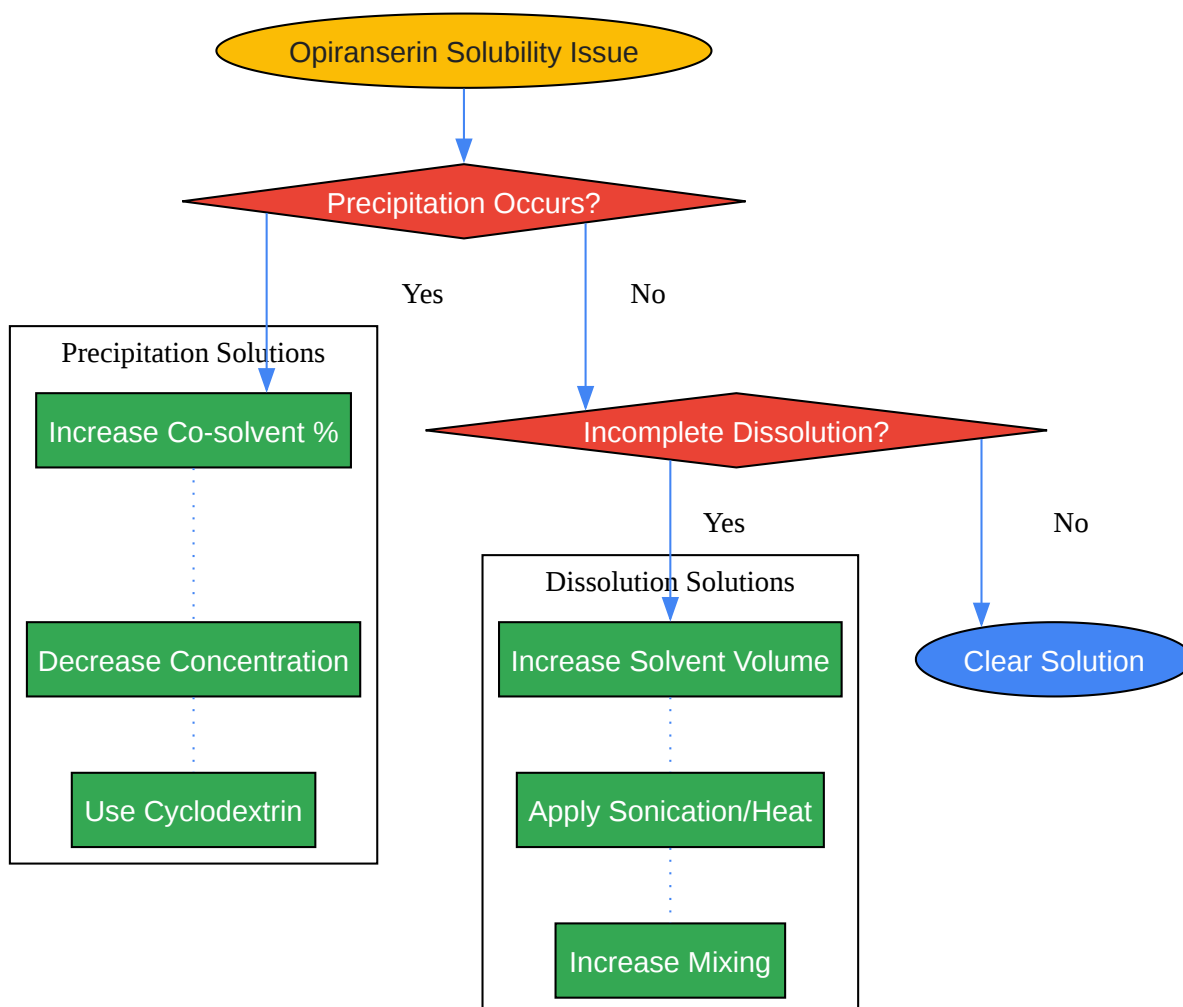 Opiranserin Solubility Issue
Precipitation Occurs?
Yes
No
Precipitation Solutions
Increase Co-solvent %
Decrease Concentration
Use Cyclodextrin
Incomplete Dissolution?
Yes
No
Dissolution Solutions
Increase Solvent Volume
Apply Sonication/Heat
Increase Mixing
Clear Solution